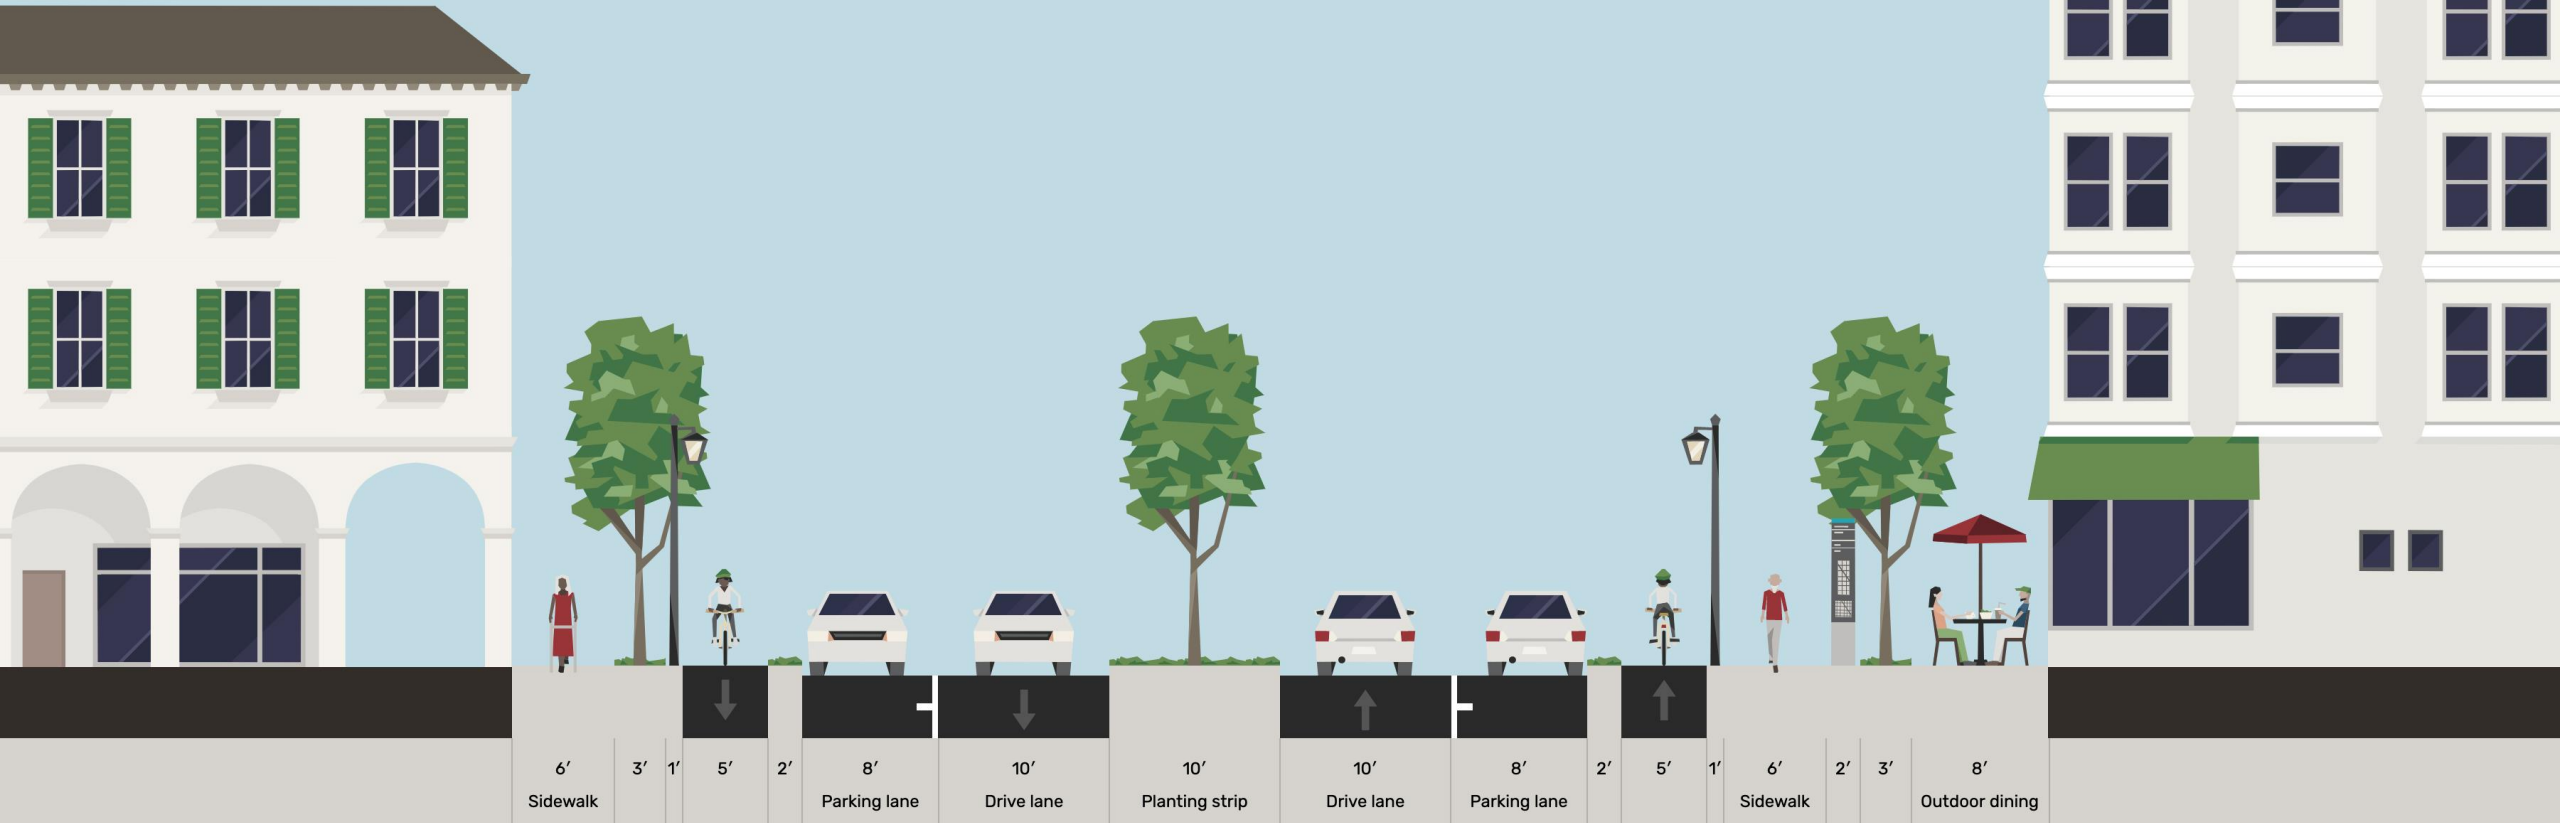 6′ 3′ 1′ 5′ 2′ 8′ 10′ 10′ 10′ 8′ 2′ 5′ 1′ 6′ 2′ 3′ 8′
Sidewalk Parking lane Drive lane Planting strip Drive lane Parking lane Sidewalk Outdoor dining